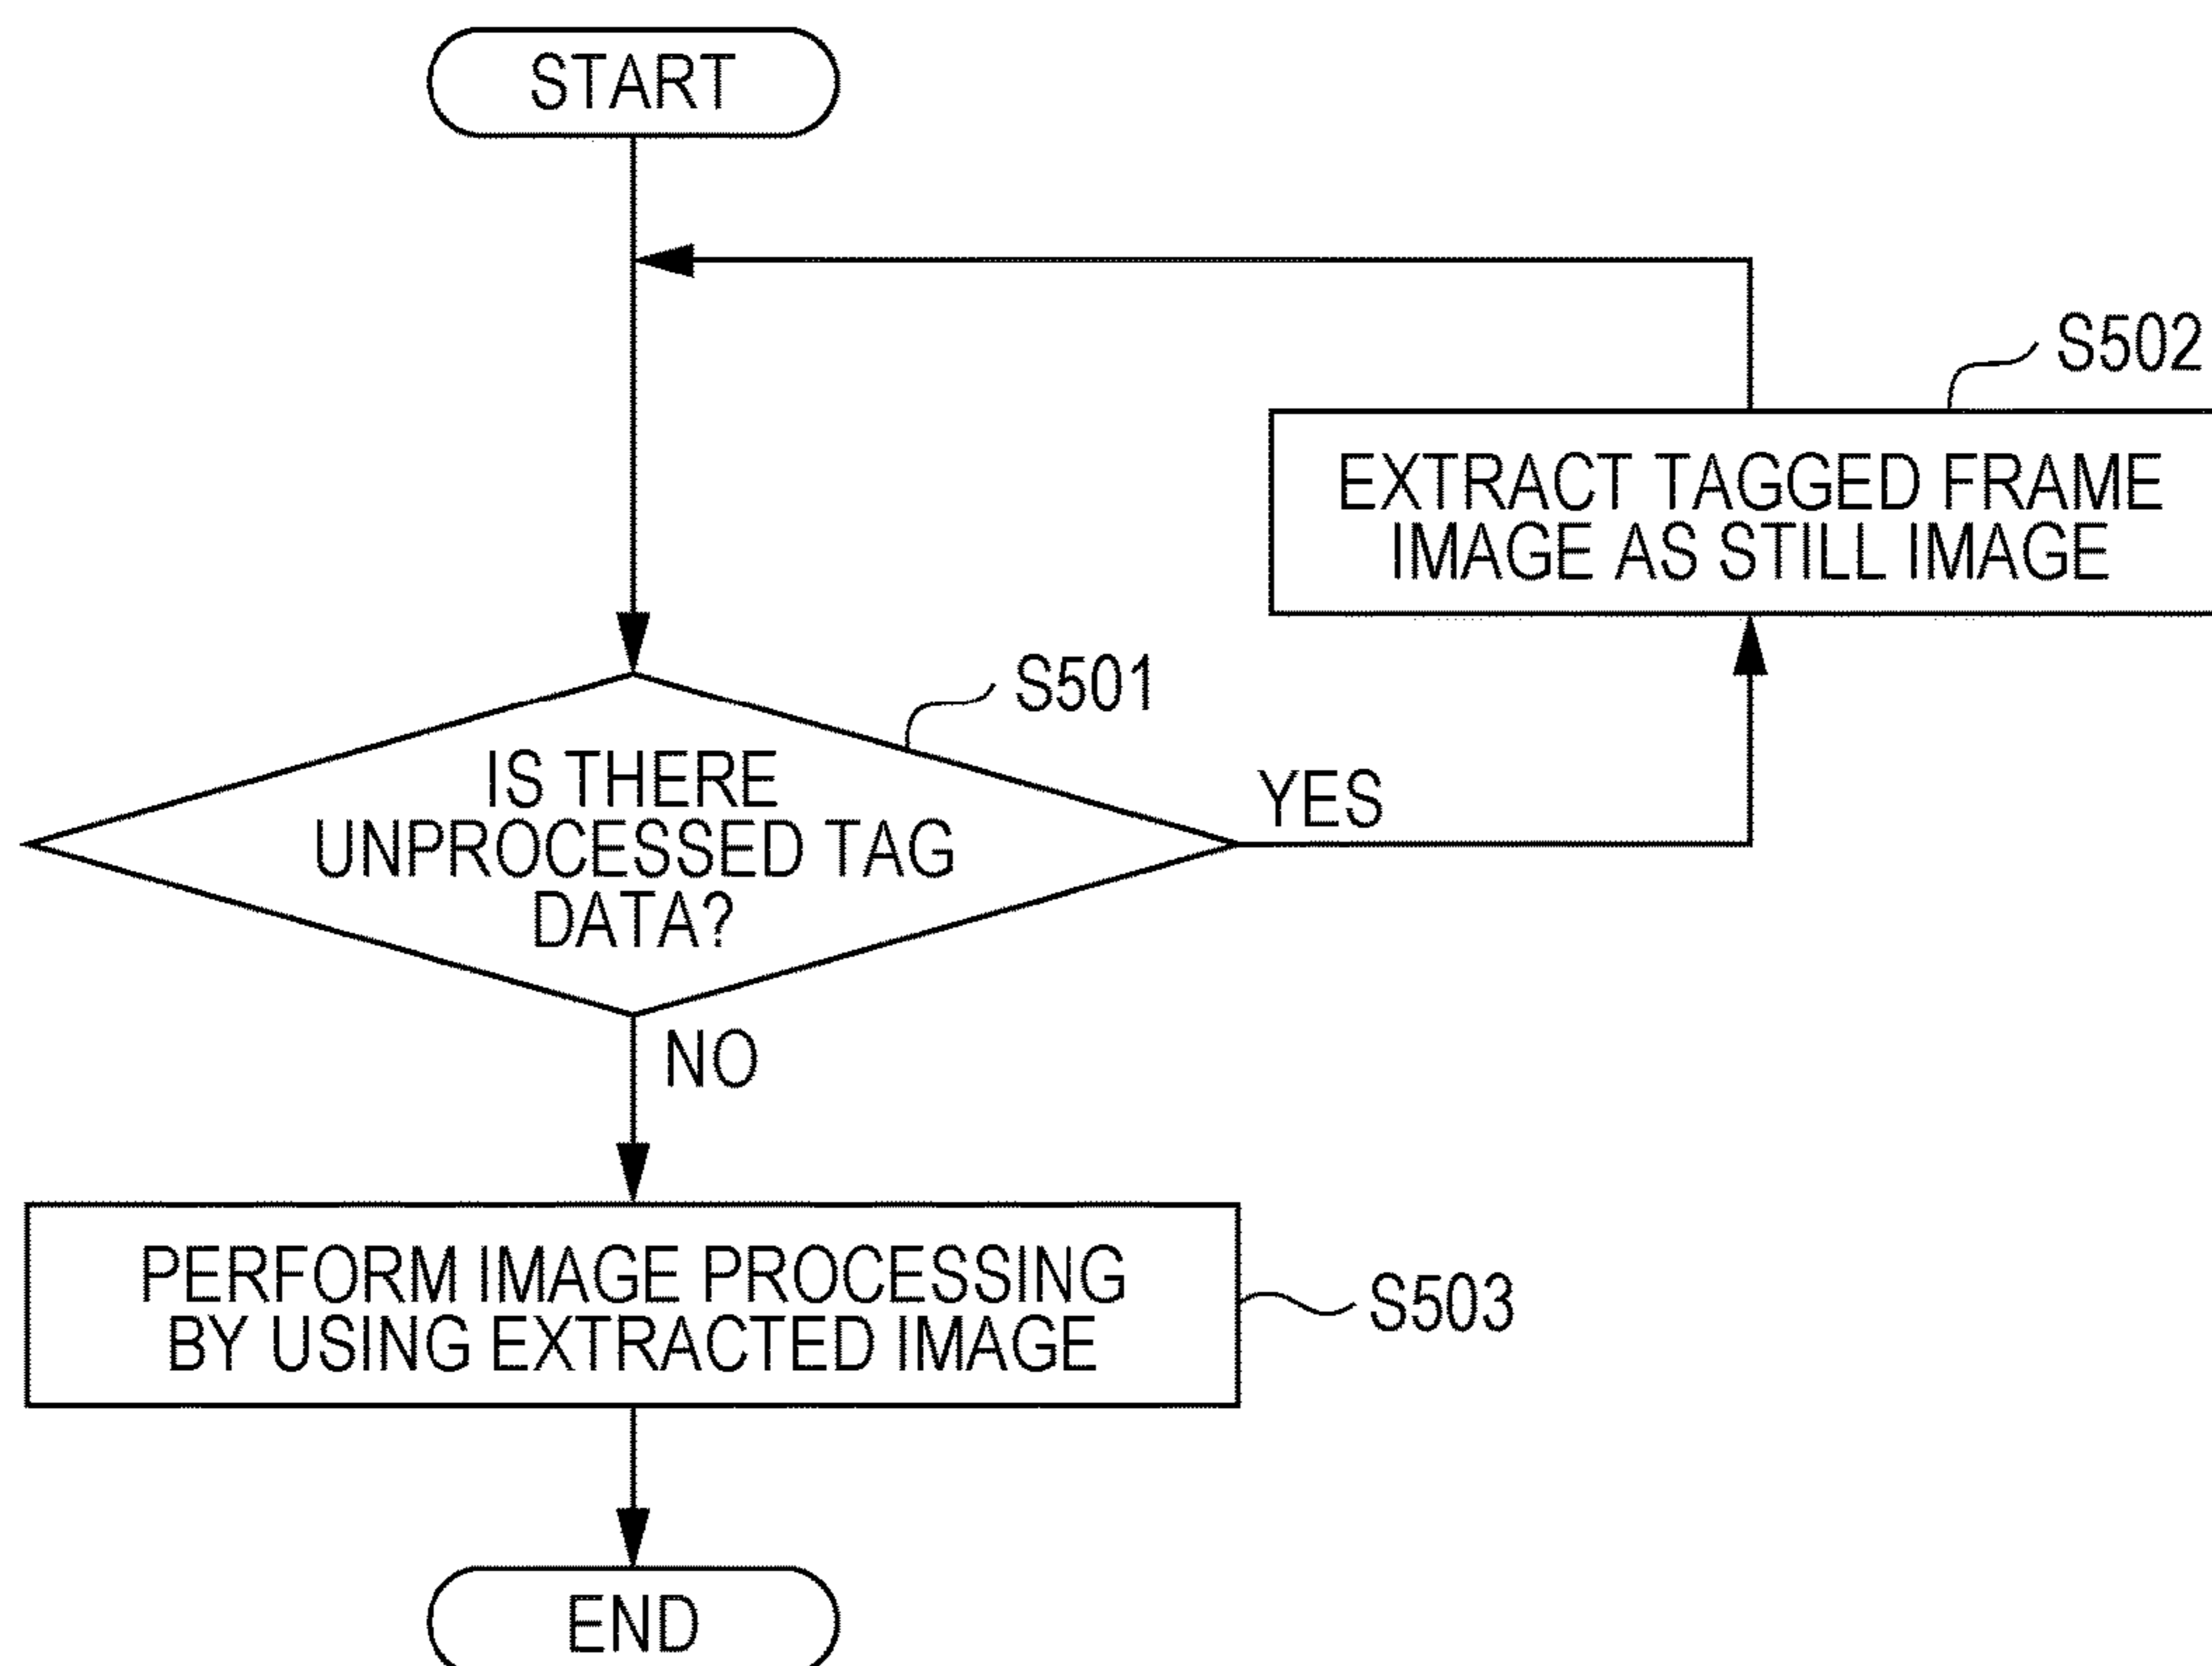 START
S502
EXTRACT TAGGED FRAME
IMAGE AS STILL IMAGE
S501
IS THERE
UNPROCESSED TAG
DATA?
YES
NO
PERFORM IMAGE PROCESSING
BY USING EXTRACTED IMAGE
S503
END